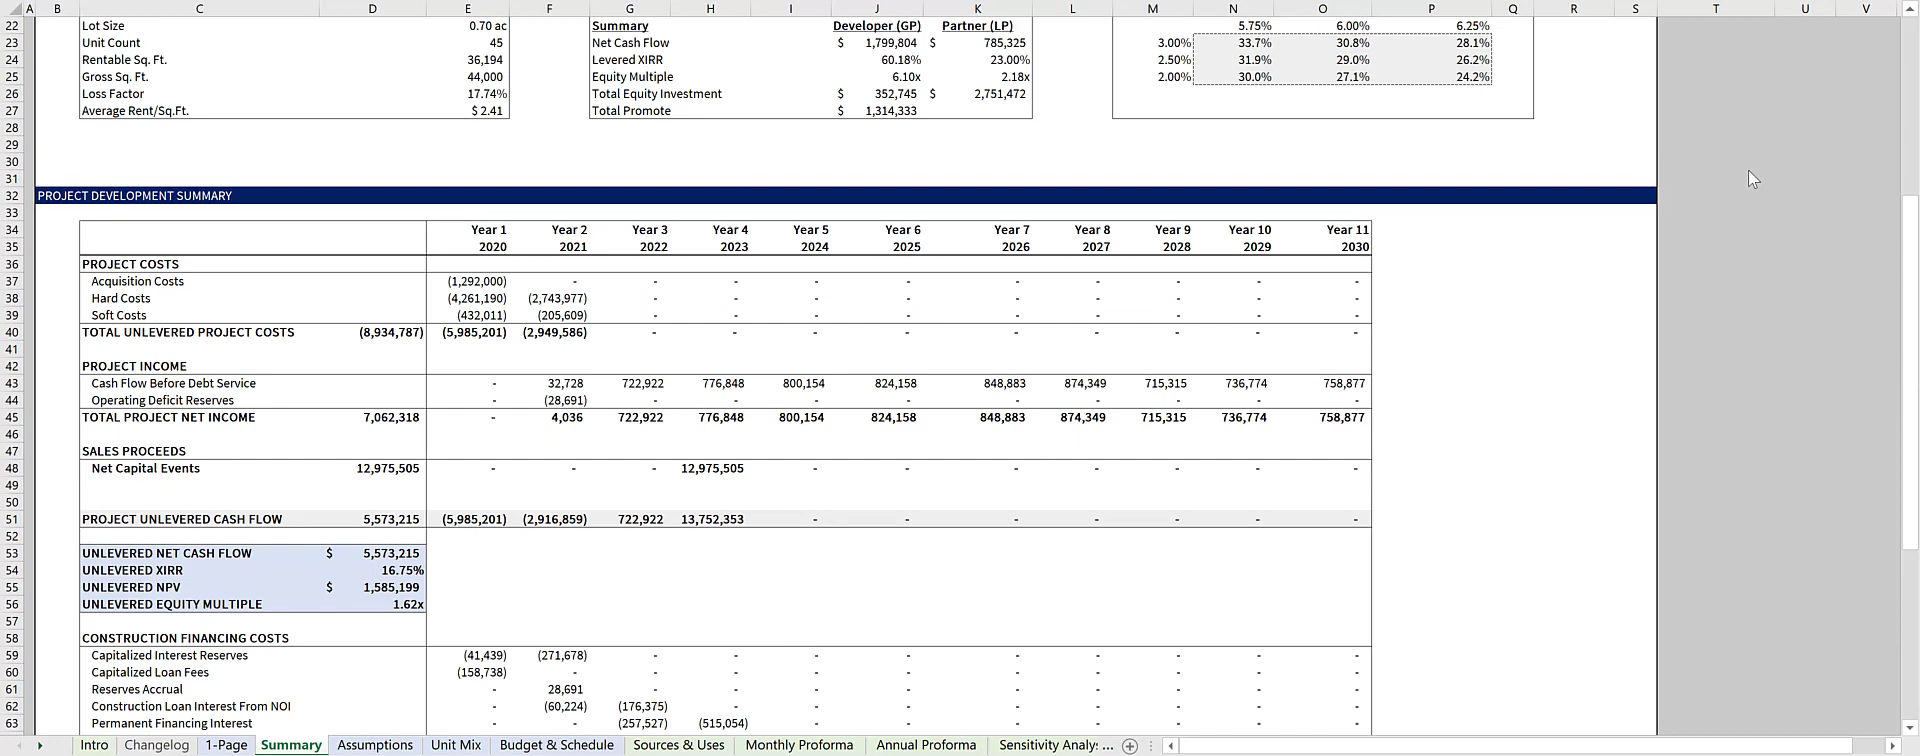 A B C D E F G H I J K L M N O P Q R S T U V
22 Lot Size 0.70 ac Summary Developer (GP) Partner (LP) 5.75% 6.00% 6.25%
23 Unit Count 45 Net Cash Flow $ 1,799,804 $ 785,325 3.00% 33.7% 30.8% 28.1%
24 Rentable Sq. Ft. 36,194 Levered XIRR 60.18% 23.00% 2.50% 31.9% 29.0% 26.2%
25 Gross Sq. Ft. 44,000 Equity Multiple 6.10x 2.18x 2.00% 30.0% 27.1% 24.2%
26 Loss Factor 17.74% Total Equity Investment $ 352,745 $ 2,751,472
27 Average Rent/Sq.Ft. $ 2.41 Total Promote $ 1,314,333
28
29
30
31
32 PROJECT DEVELOPMENT SUMMARY
33
34 Year 1 Year 2 Year 3 Year 4 Year 5 Year 6 Year 7 Year 8 Year 9 Year 10 Year 11
35 2020 2021 2022 2023 2024 2025 2026 2027 2028 2029 2030
36 PROJECT COSTS
37 Acquisition Costs (1,292,000) - - - - - - - - - -
38 Hard Costs (4,261,190) (2,743,977) - - - - - - - - -
39 Soft Costs (432,011) (205,609) - - - - - - - - -
40 TOTAL UNLEVERED PROJECT COSTS (8,934,787) (5,985,201) (2,949,586) - - - - - - - - -
41
42 PROJECT INCOME
43 Cash Flow Before Debt Service - 32,728 722,922 776,848 800,154 824,158 848,883 874,349 715,315 736,774 758,877
44 Operating Deficit Reserves - (28,691) - - - - - - - - -
45 TOTAL PROJECT NET INCOME 7,062,318 - 4,036 722,922 776,848 800,154 824,158 848,883 874,349 715,315 736,774 758,877
46
47 SALES PROCEEDS
48 Net Capital Events 12,975,505 - - - 12,975,505 - - - - - - -
49
50
51 PROJECT UNLEVERED CASH FLOW 5,573,215 (5,985,201) (2,916,859) 722,922 13,752,353 - - - - - - -
52
53 UNLEVERED NET CASH FLOW $ 5,573,215
54 UNLEVERED XIRR 16.75%
55 UNLEVERED NPV $ 1,585,199
56 UNLEVERED EQUITY MULTIPLE 1.62x
57
58 CONSTRUCTION FINANCING COSTS
59 Capitalized Interest Reserves (41,439) (271,678) - - - - - - - - -
60 Capitalized Loan Fees (158,738) - - - - - - - - - -
61 Reserves Accrual - 28,691 - - - - - - - - -
62 Construction Loan Interest From NOI - (60,224) (176,375) - - - - - - - -
63 Permanent Financing Interest - - (257,527) (515,054) - - - - - - -
Intro Changelog 1-Page Summary Assumptions Unit Mix Budget & Schedule Sources & Uses Monthly Proforma Annual Proforma Sensitivity Analy: ...